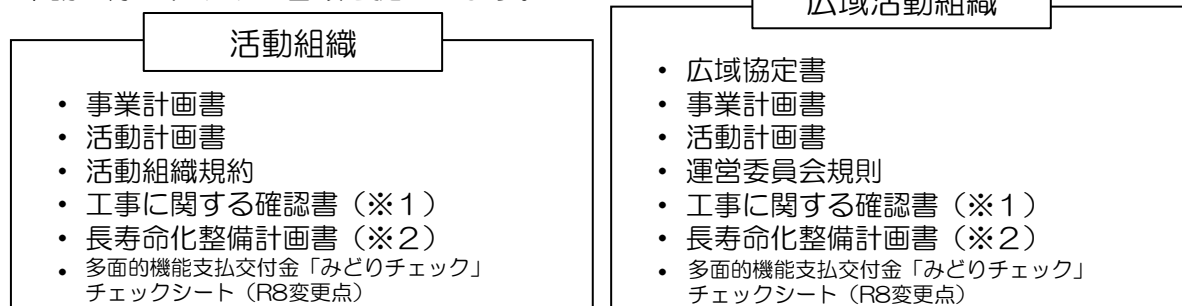 活動組織
・ 事業計画書
・ 活動計画書
・ 活動組織規約
・ 工事に関する確認書（※１）
・ 長寿命化整備計画書（※２）
・ 多面的機能支払交付金「みどりチェック」
チェックシート（R8変更点）
広域活動組織
・ 広域協定書
・ 事業計画書
・ 活動計画書
・ 運営委員会規則
・ 工事に関する確認書（※１）
・ 長寿命化整備計画書（※２）
・ 多面的機能支払交付金「みどりチェック」
チェックシート（R8変更点）